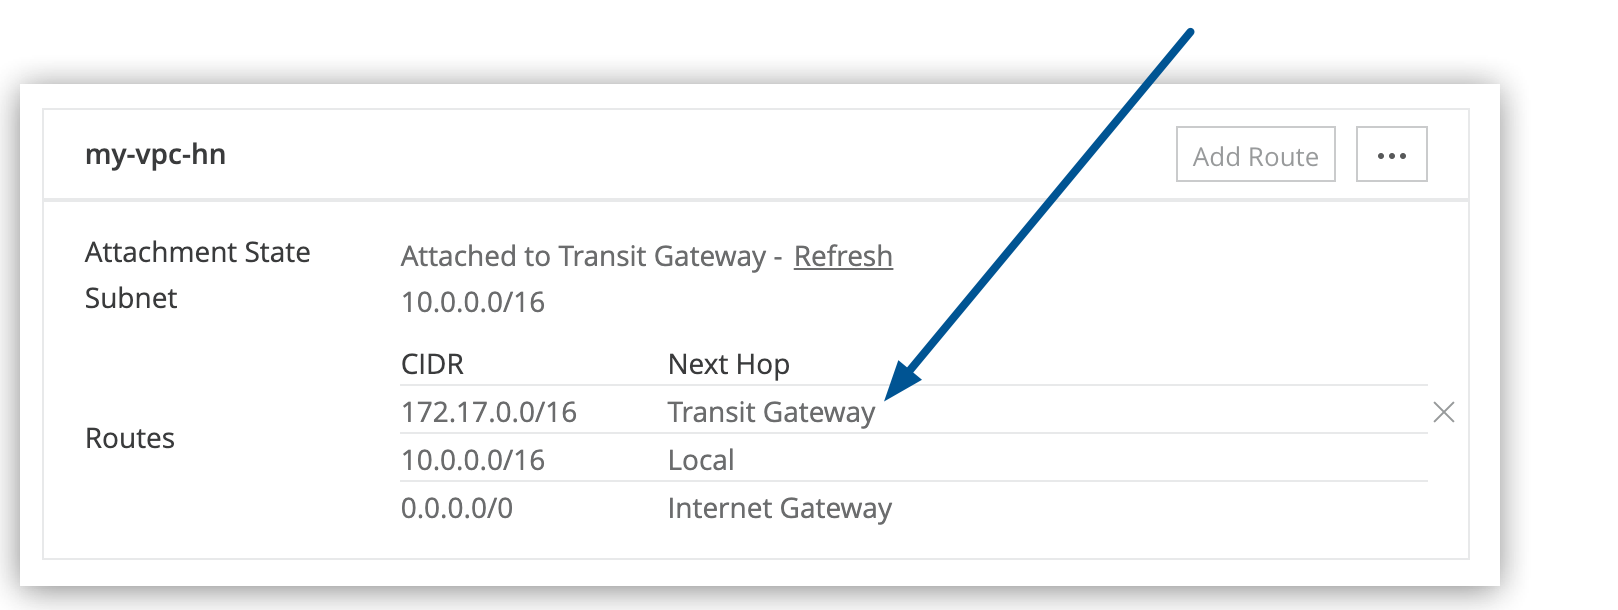 my-vpc-hn
Add Route
•••
Attachment State
Attached to Transit Gateway - Refresh
Subnet
10.0.0.0/16
CIDR
Next Hop
172.17.0.0/16
Transit Gateway
Routes
10.0.0.0/16
Local
0.0.0.0/0
Internet Gateway